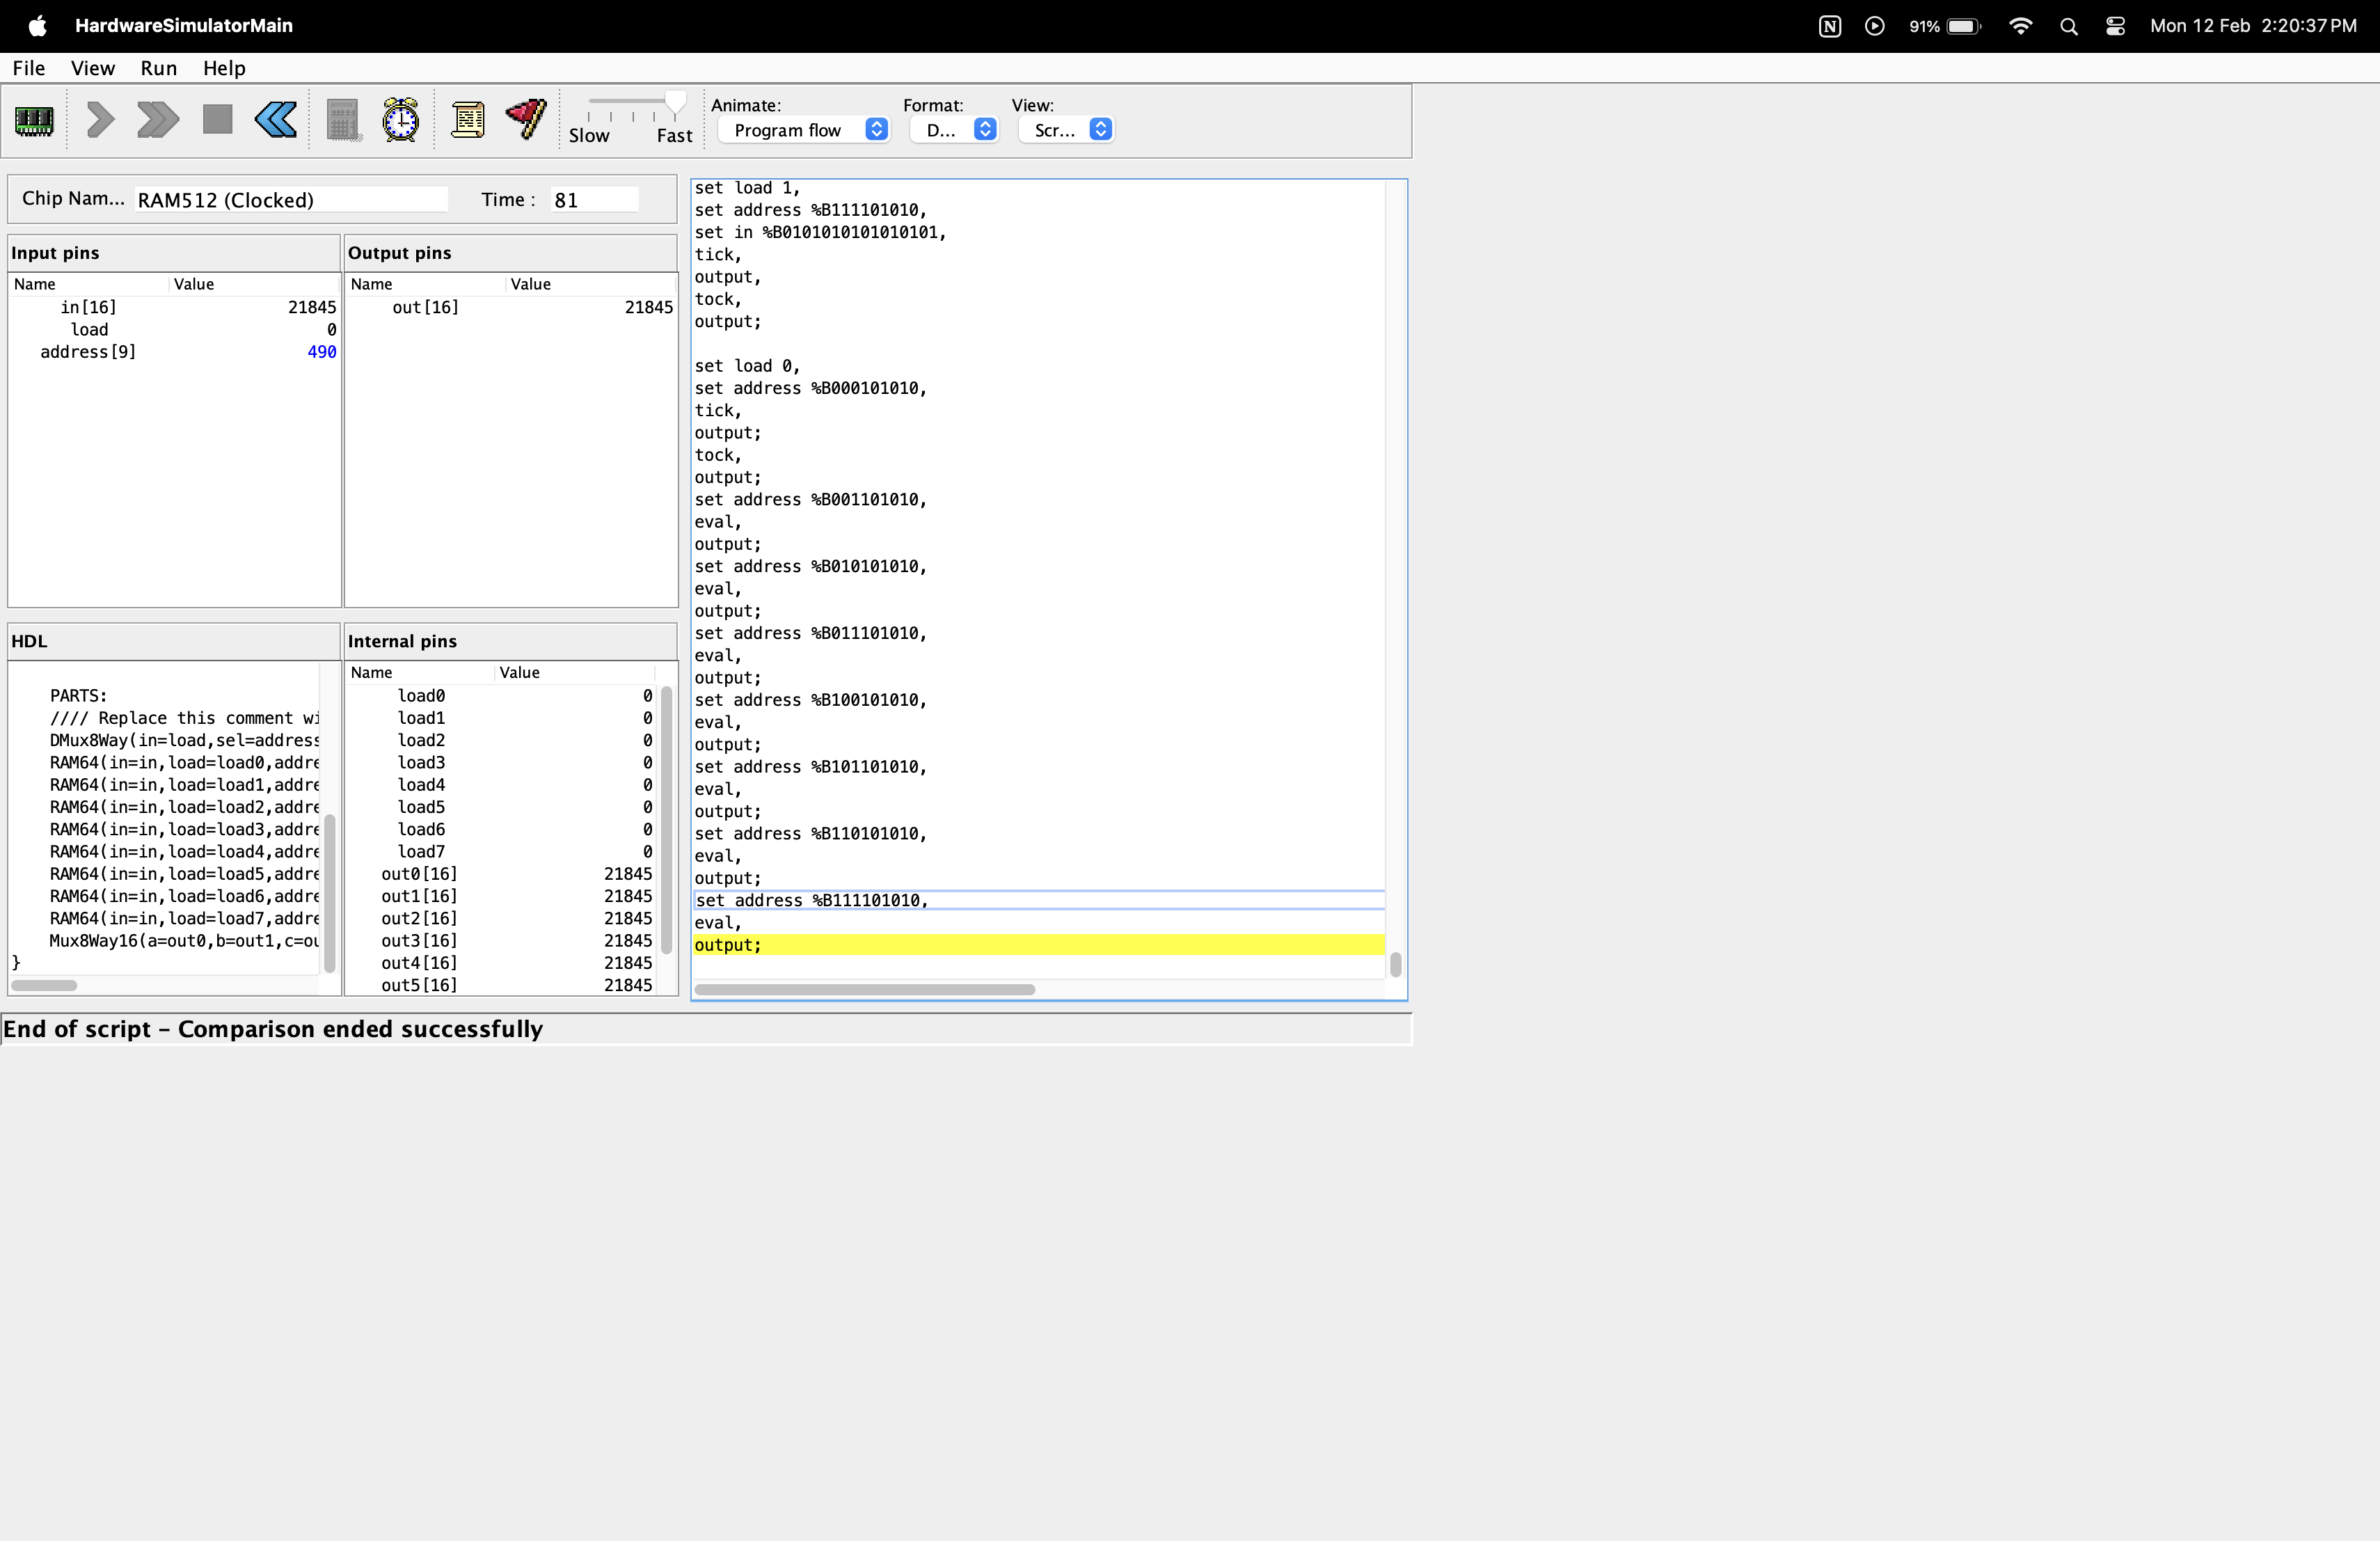 HardwareSimulatorMain
91%
Mon 12 Feb 2:20:37 PM
File View Run Help
Slow Fast
Animate:
Program flow
Format:
D...
View:
Scr...
Chip Nam... RAM512 (Clocked) Time : 81
Input pins
Name Value
in[16] 21845
load 0
address[9] 490
Output pins
Name Value
out[16] 21845
HDL
PARTS:
//// Replace this comment wi
DMux8Way(in=load,sel=address
RAM64(in=in,load=load0,addre
RAM64(in=in,load=load1,addre
RAM64(in=in,load=load2,addre
RAM64(in=in,load=load3,addre
RAM64(in=in,load=load4,addre
RAM64(in=in,load=load5,addre
RAM64(in=in,load=load6,addre
RAM64(in=in,load=load7,addre
Mux8Way16(a=out0,b=out1,c=ou
}
Internal pins
Name Value
load0 0
load1 0
load2 0
load3 0
load4 0
load5 0
load6 0
load7 0
out0[16] 21845
out1[16] 21845
out2[16] 21845
out3[16] 21845
out4[16] 21845
out5[16] 21845
set load 1,
set address %B111101010,
set in %B0101010101010101,
tick,
output,
tock,
output;
set load 0,
set address %B000101010,
tick,
output;
tock,
output;
set address %B001101010,
eval,
output;
set address %B010101010,
eval,
output;
set address %B011101010,
eval,
output;
set address %B100101010,
eval,
output;
set address %B101101010,
eval,
output;
set address %B110101010,
eval,
output;
set address %B111101010,
eval,
output;
End of script – Comparison ended successfully